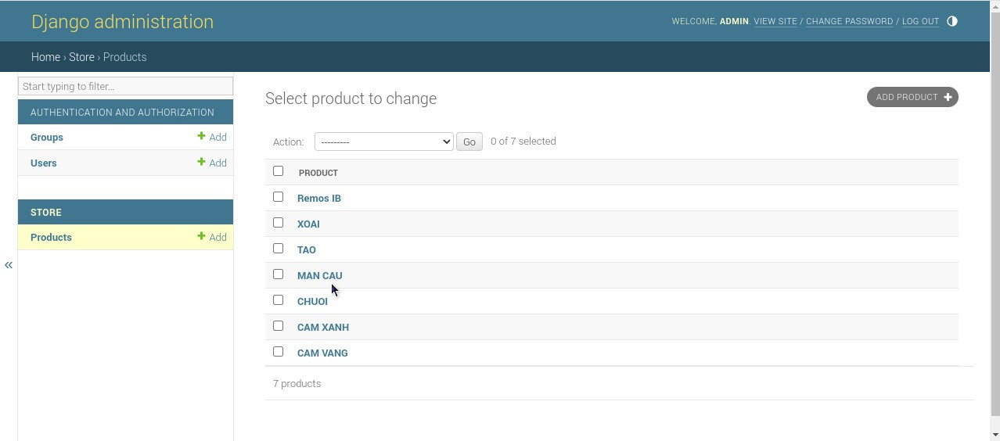 Django administration
WELCOME, ADMIN. VIEW SITE / CHANGE PASSWORD / LOG OUT
Home › Store › Products
Start typing to filter...
AUTHENTICATION AND AUTHORIZATION
Groups + Add
Users + Add
STORE
Products + Add
«
Select product to change
ADD PRODUCT +
Action: --------- Go 0 of 7 selected
PRODUCT
Remos IB
XOAI
TAO
MAN CAU
CHUOI
CAM XANH
CAM VANG
7 products